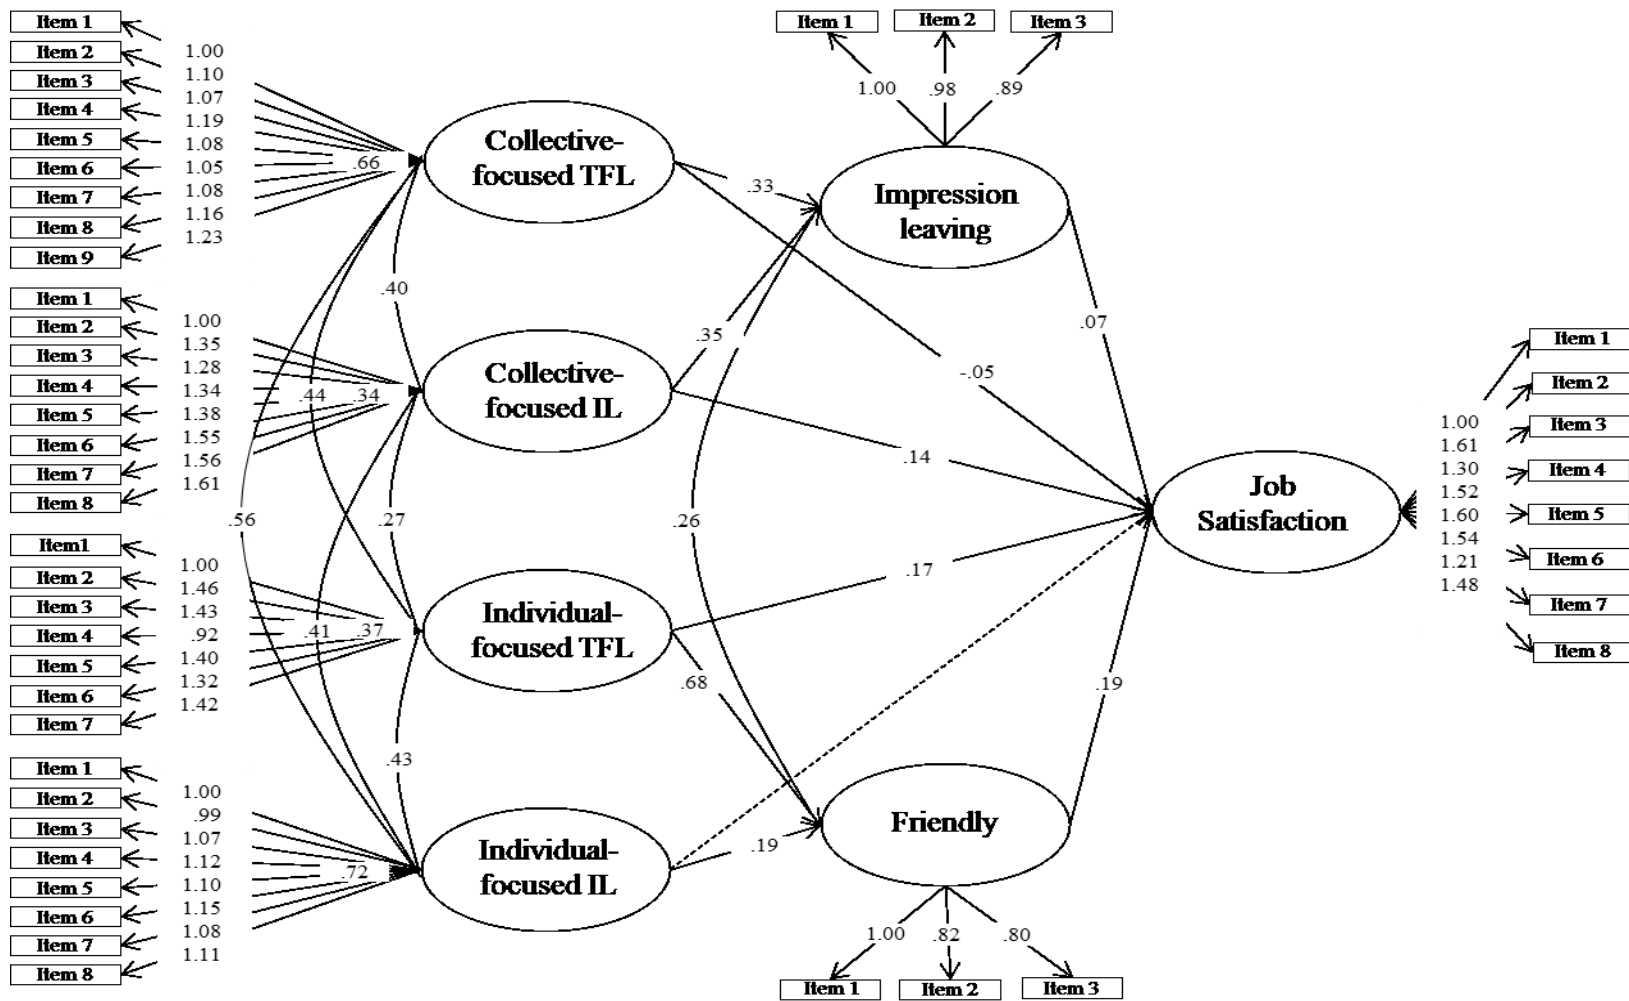 Item 1
Item 2
Item 3
Item 4
Item 5
Item 6
Item 7
Item 8
Item 9
1.00
1.10
1.07
1.19
1.08
1.05
1.08
1.16
1.23
.66
Collective-
focused TFL
Item 1
Item 2
Item 3
Item 4
Item 5
Item 6
Item 7
Item 8
1.00
1.35
1.28
1.34
1.38
1.55
1.56
1.61
.40
.44
.34
Collective-
focused IL
.56
.27
Item1
Item 2
Item 3
Item 4
Item 5
Item 6
Item 7
1.00
1.46
1.43
.92
1.40
1.32
1.42
.41
.37
Individual-
focused TFL
.43
Item 1
Item 2
Item 3
Item 4
Item 5
Item 6
Item 7
Item 8
1.00
.99
1.07
1.12
1.10
1.15
1.08
1.11
.72
Individual-
focused IL
Item 1
Item 2
Item 3
1.00
.98
.89
Impression
leaving
.33
.35
-.05
.07
.14
.26
.17
.68
.19
.19
Friendly
1.00
.82
.80
Item 1
Item 2
Item 3
Job
Satisfaction
1.00
1.61
1.30
1.52
1.60
1.54
1.21
1.48
Item 1
Item 2
Item 3
Item 4
Item 5
Item 6
Item 7
Item 8